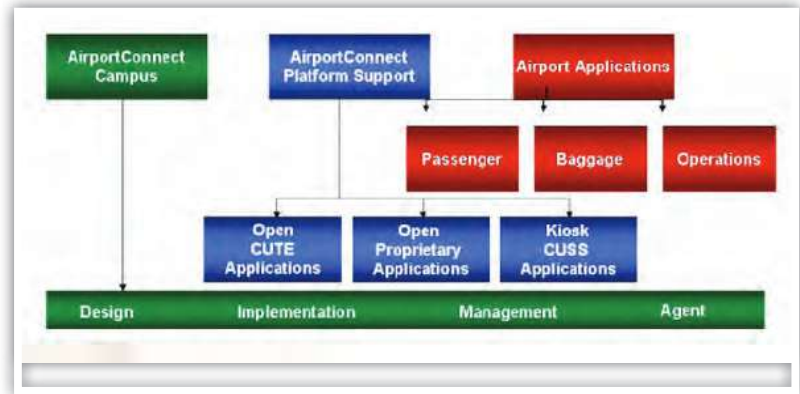 AirportConnect
Campus
AirportConnect
Platform Support
Airport Applications
Passenger
Baggage
Operations
Open
CUTE
Applications
Open
Proprietary
Applications
Kiosk
CUSS
Applications
Design
Implementation
Management
Agent